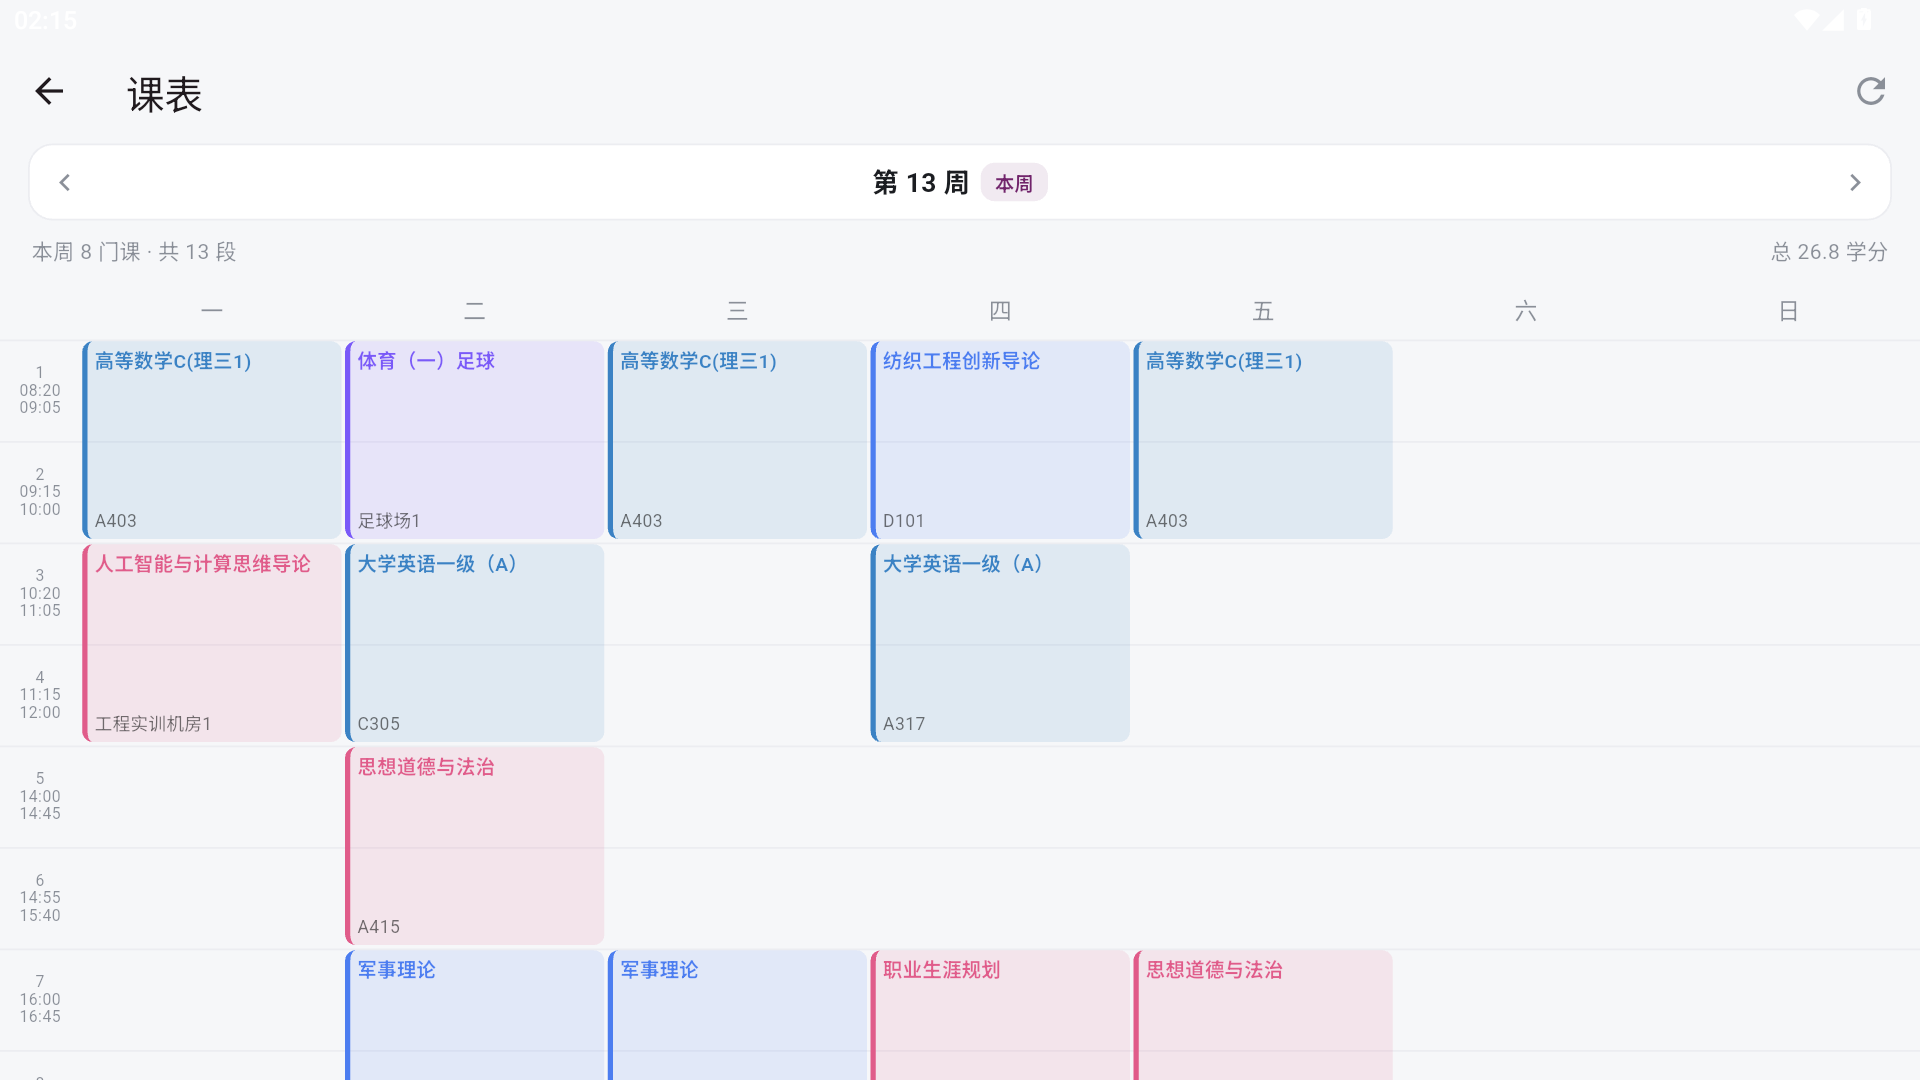 02:15
课表
第 13 周 本周
本周 8 门课 · 共 13 段
总 26.8 学分
一 二 三 四 五 六 日
1
08:20
09:05
高等数学C(理三1)
体育（一）足球
高等数学C(理三1)
纺织工程创新导论
高等数学C(理三1)
2
09:15
10:00
A403
足球场1
A403
D101
A403
3
10:20
11:05
人工智能与计算思维导论
大学英语一级（A）
大学英语一级（A）
4
11:15
12:00
工程实训机房1
C305
A317
5
14:00
14:45
思想道德与法治
6
14:55
15:40
A415
7
16:00
16:45
军事理论
军事理论
职业生涯规划
思想道德与法治